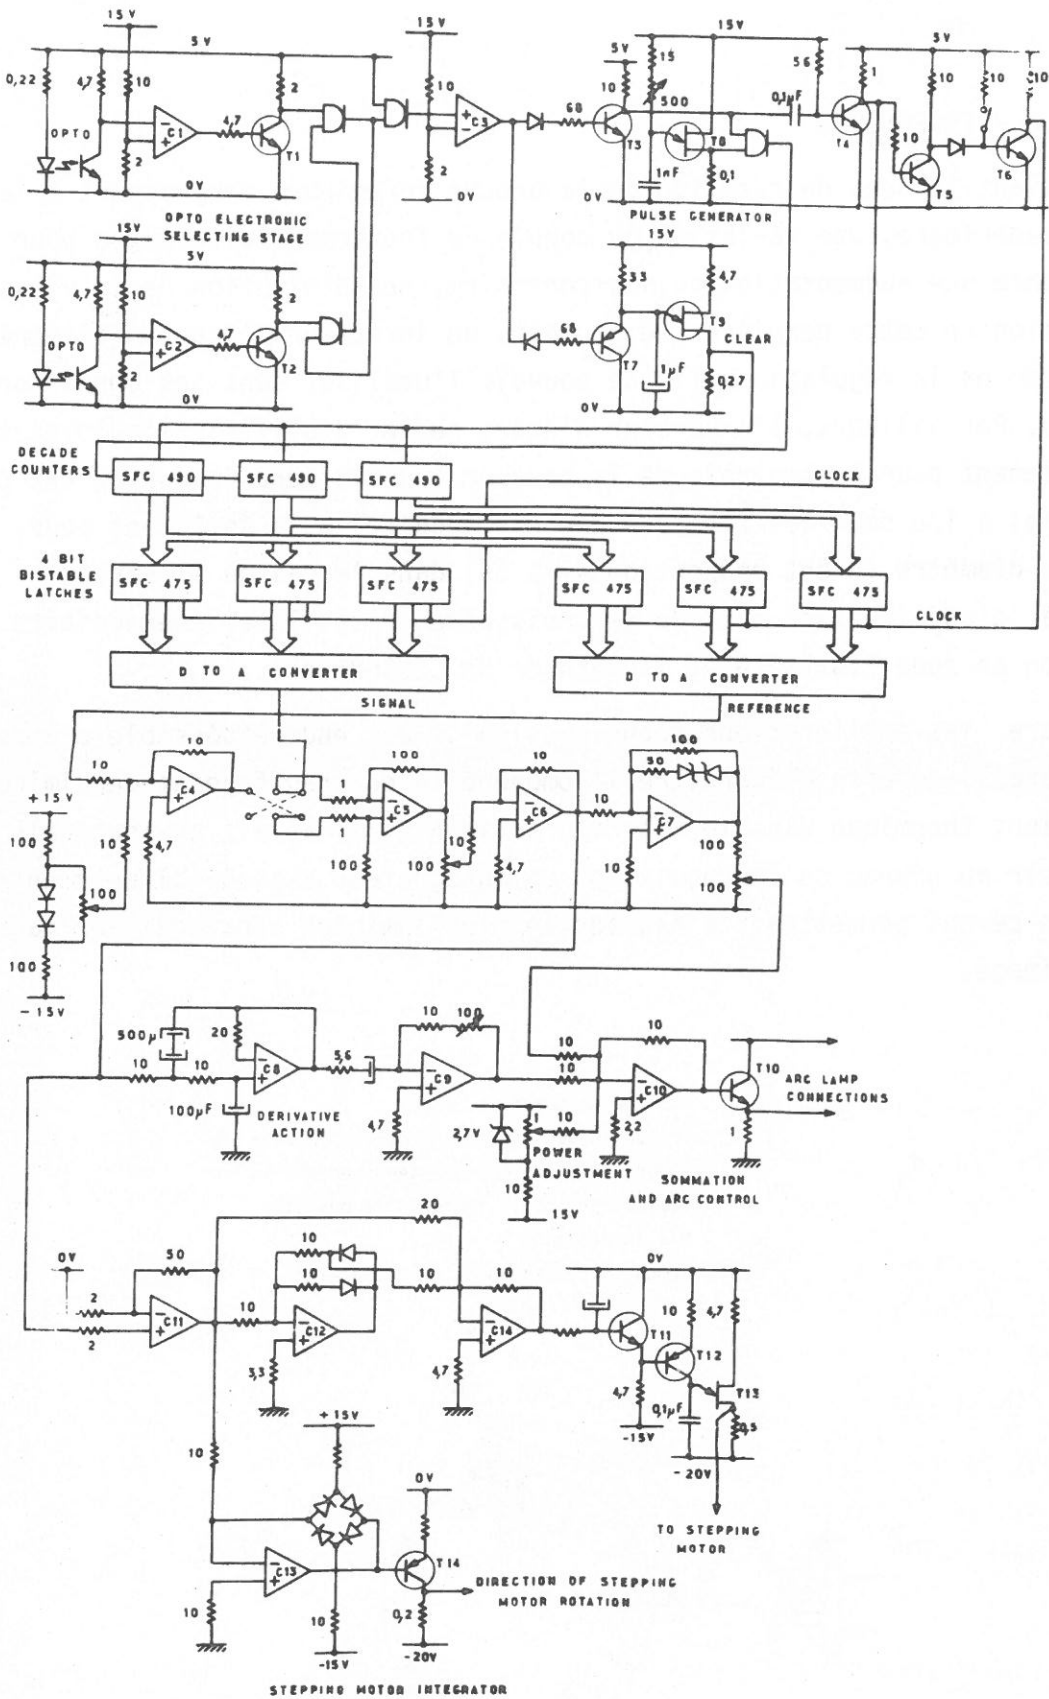 15V
15V
15V
5V
5V
5V
0,22
4,7
10
2
10
15
500
10
56
1
10
10
10
OPTO
C1
4,7
T1
C3
68
T3
T8
0,1µF
T4
10
T5
T6
2
2
1nF
0,1
0V
0V
0V
OPTO ELECTRONIC
SELECTING STAGE
PULSE GENERATOR
15V
5V
15V
0,22
4,7
10
2
33
4,7
OPTO
C2
4,7
T2
68
T7
T9
CLEAR
2
1µF
0,27
0V
0V
DECADE
COUNTERS
SFC 490
SFC 490
SFC 490
CLOCK
4 BIT
BISTABLE
LATCHES
SFC 475
SFC 475
SFC 475
SFC 475
SFC 475
SFC 475
CLOCK
D TO A CONVERTER
D TO A CONVERTER
SIGNAL
REFERENCE
10
10
C4
+15V
100
10
4,7
100
100
-15V
1
1
100
C5
100
100
10
10
C6
4,7
10
100
50
C7
10
100
100
500µ
20
10
10
C8
100µF
DERIVATIVE
ACTION
5,6
10
100
C9
4,7
2,7V
1
10
POWER
ADJUSTMENT
10
15V
10
10
10
C10
2,2
T10
ARC LAMP
CONNECTIONS
1
SOMMATION
AND ARC CONTROL
20
0V
50
2
2
C11
10
10
10
C12
3,3
10
10
C14
4,7
0V
10
4,7
T11
T12
T13
4,7
-15V
0,1µF
0,5
-20V
TO STEPPING
MOTOR
10
+15V
0V
C13
10
10
-15V
T14
DIRECTION OF STEPPING
MOTOR ROTATION
0,2
-20V
STEPPING MOTOR INTEGRATOR